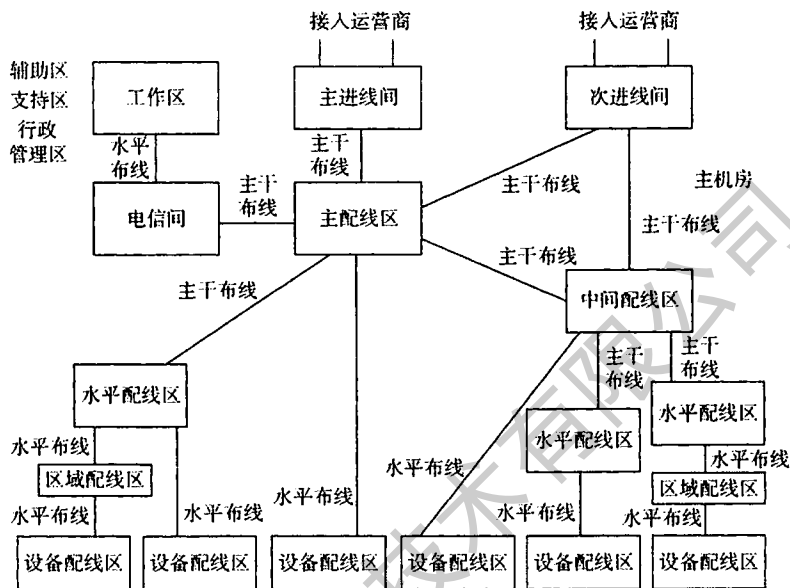 接入运营商
接入运营商
辅助区
支持区
行政
管理区
工作区
主进线间
次进线间
水平
布线
主干
布线
主干布线
主机房
电信间
主干
布线
主配线区
主干布线
主干布线
主干布线
中间配线区
主干
布线
主干
布线
水平配线区
水平配线区
水平配线区
水平布线
水平布线
水平布线
区域配线区
区域配线区
水平布线
水平布线
水平布线
水平布线
水平布线
设备配线区
设备配线区
设备配线区
设备配线区
设备配线区
设备配线区
技术有限公司